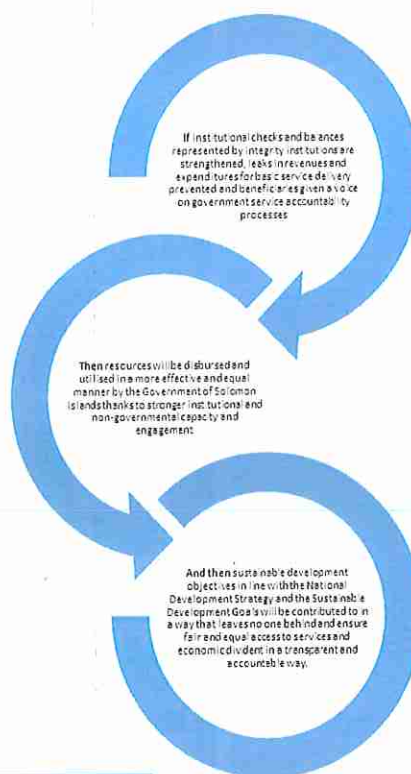 If institutional checks and balances
represented by integrity institutions are
strengthened, leaks in revenues and
expenditures for basic service delivery
prevented and beneficiaries given a voice
on government service accountability
processes
Then resources will be disbursed and
utilised in a more effective and equal
manner by the Government of Solomon
Islands thanks to stronger institutional and
non-governmental capacity and
engagement
And then sustainable development
objectives in line with the National
Development Strategy and the Sustainable
Development Goals will be contributed to in
a way that leaves no one behind and ensure
fair and equal access to services and
economic divident in a transparent and
accountable way.